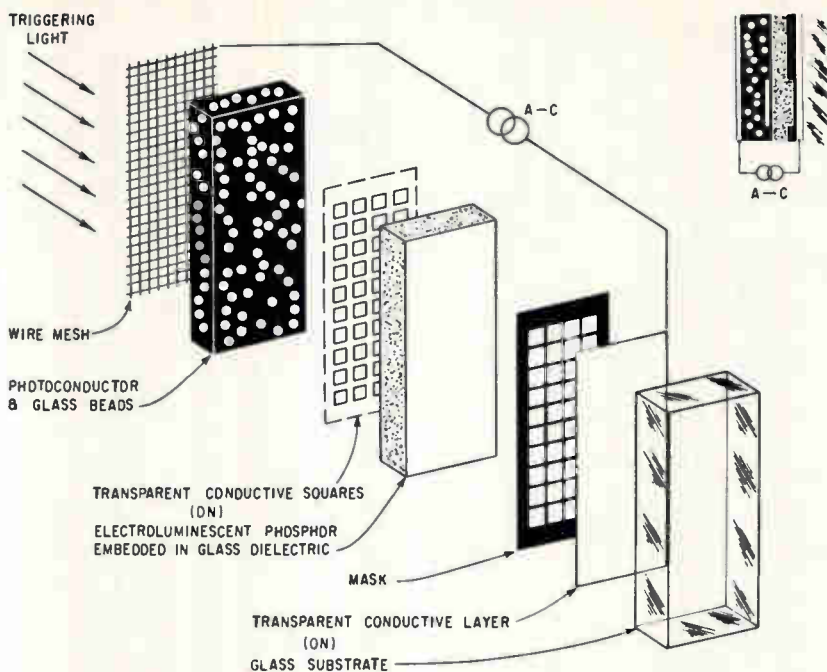 TRIGGERING
LIGHT
A-C
A-C
WIRE MESH
PHOTOCONDUCTOR
& GLASS BEADS
TRANSPARENT CONDUCTIVE SQUARES
(ON)
ELECTROLUMINESCENT PHOSPHOR
EMBEDDED IN GLASS DIELECTRIC
MASK
TRANSPARENT CONDUCTIVE LAYER
(ON)
GLASS SUBSTRATE